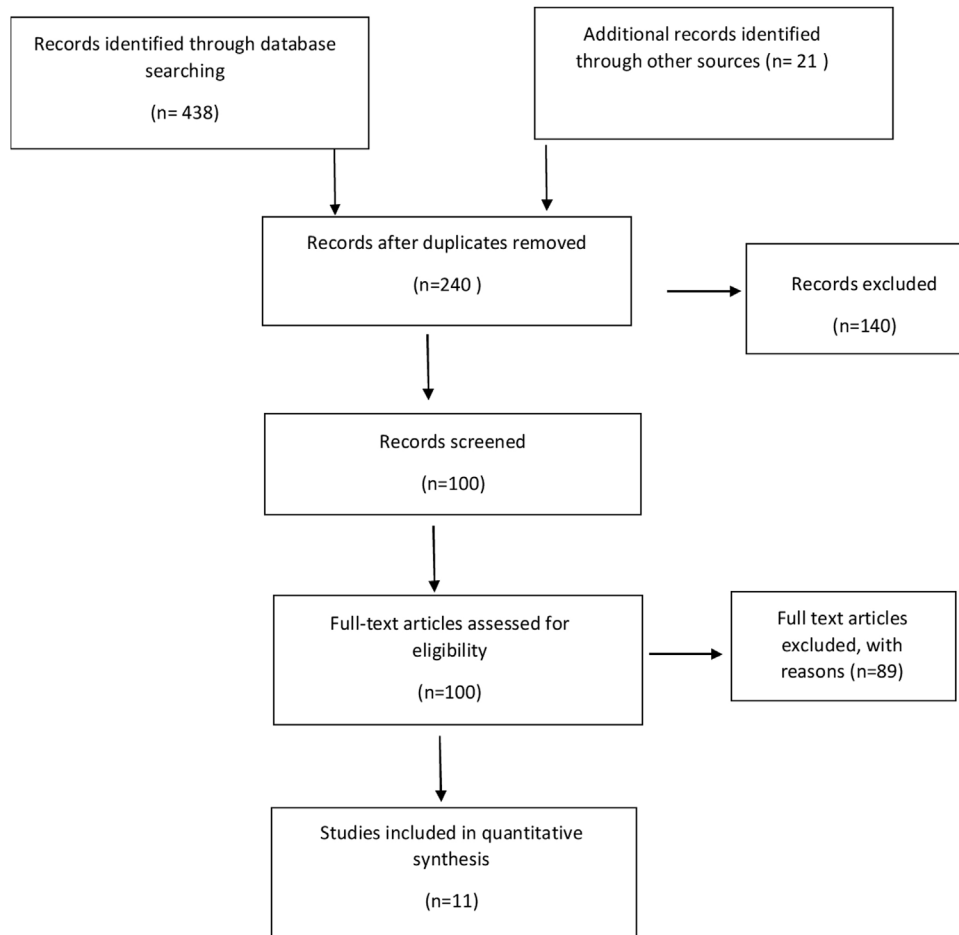 Records identified through database
searching
(n= 438)
Additional records identified
through other sources (n= 21 )
Records after duplicates removed
(n=240 )
Records excluded
(n=140)
Records screened
(n=100)
Full-text articles assessed for
eligibility
(n=100)
Full text articles
excluded, with
reasons (n=89)
Studies included in quantitative
synthesis
(n=11)